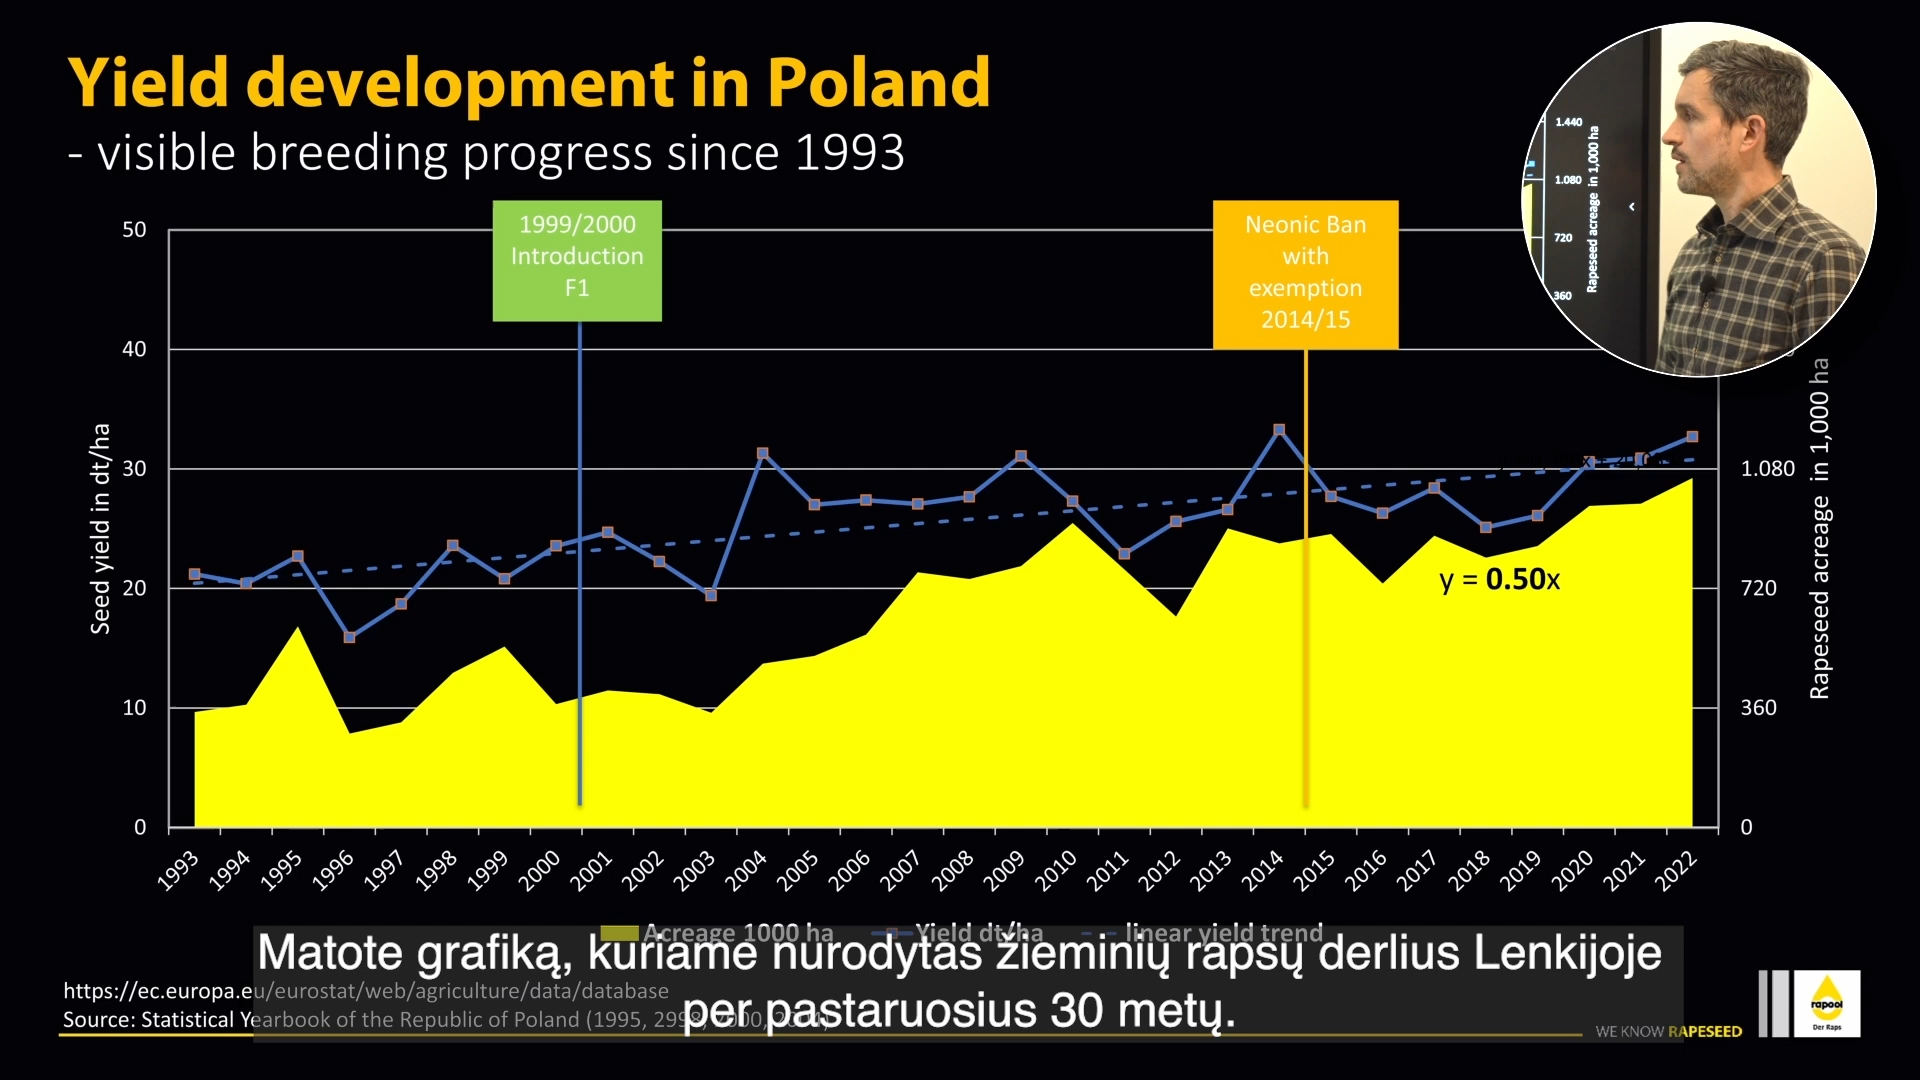 Yield development in Poland
- visible breeding progress since 1993
1999/2000
Introduction
F1
Neonic Ban
with
exemption
2014/15
1.440
1.080
720
360
Rapeseed acreage in 1,000 ha
Seed yield in dt/ha
50
40
30
20
10
0
1.080
720
360
0
Rapeseed acreage in 1,000 ha
y = 0.50x
1993
1994
1995
1996
1997
1998
1999
2000
2001
2002
2003
2004
2005
2006
2007
2008
2009
2010
2011
2012
2013
2014
2015
2016
2017
2018
2019
2020
2021
2022
Acreage 1000 ha
Yield dt/ha
linear yield trend
Matote grafiką, kuriame nurodytas žieminių rapsų derlius Lenkijoje
per pastaruosius 30 metų.
https://ec.europa.eu/eurostat/web/agriculture/data/database
Source: Statistical Yearbook of the Republic of Poland (1995,
WE KNOW RAPESEED
rapool
Der Raps